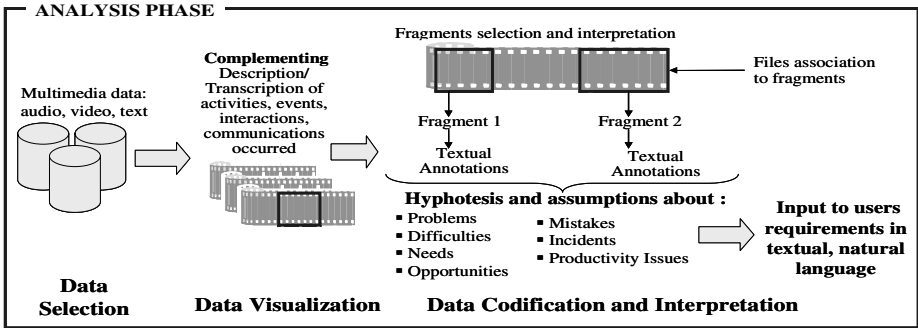 ANALYSIS PHASE
Multimedia data:
audio, video, text
Data
Selection
Complementing
Description/
Transcription of
activities, events,
interactions,
communications
occurred
Data Visualization
Fragments selection and interpretation
Files association
to fragments
Fragment 1
Fragment 2
Textual
Annotations
Textual
Annotations
Hyphotesis and assumptions about :
▪ Problems
▪ Difficulties
▪ Needs
▪ Opportunities
▪ Mistakes
▪ Incidents
▪ Productivity Issues
Data Codification and Interpretation
Input to users
requirements in
textual, natural
language